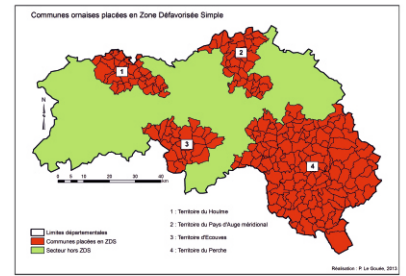 Communes ornaises placées en Zone Défavorisée Simple
2
1
N
3
4
0 5 10 20 30 40
1 : Territoire du Houlme
2 : Territoire du Pays d'Auge méridional
3 : Territoire d'Ecouves
4 : Territoire du Perche
Limites départementales
Communes placées en ZDS
Secteur hors ZDS
Réalisation : P. Le Gouée, 2013